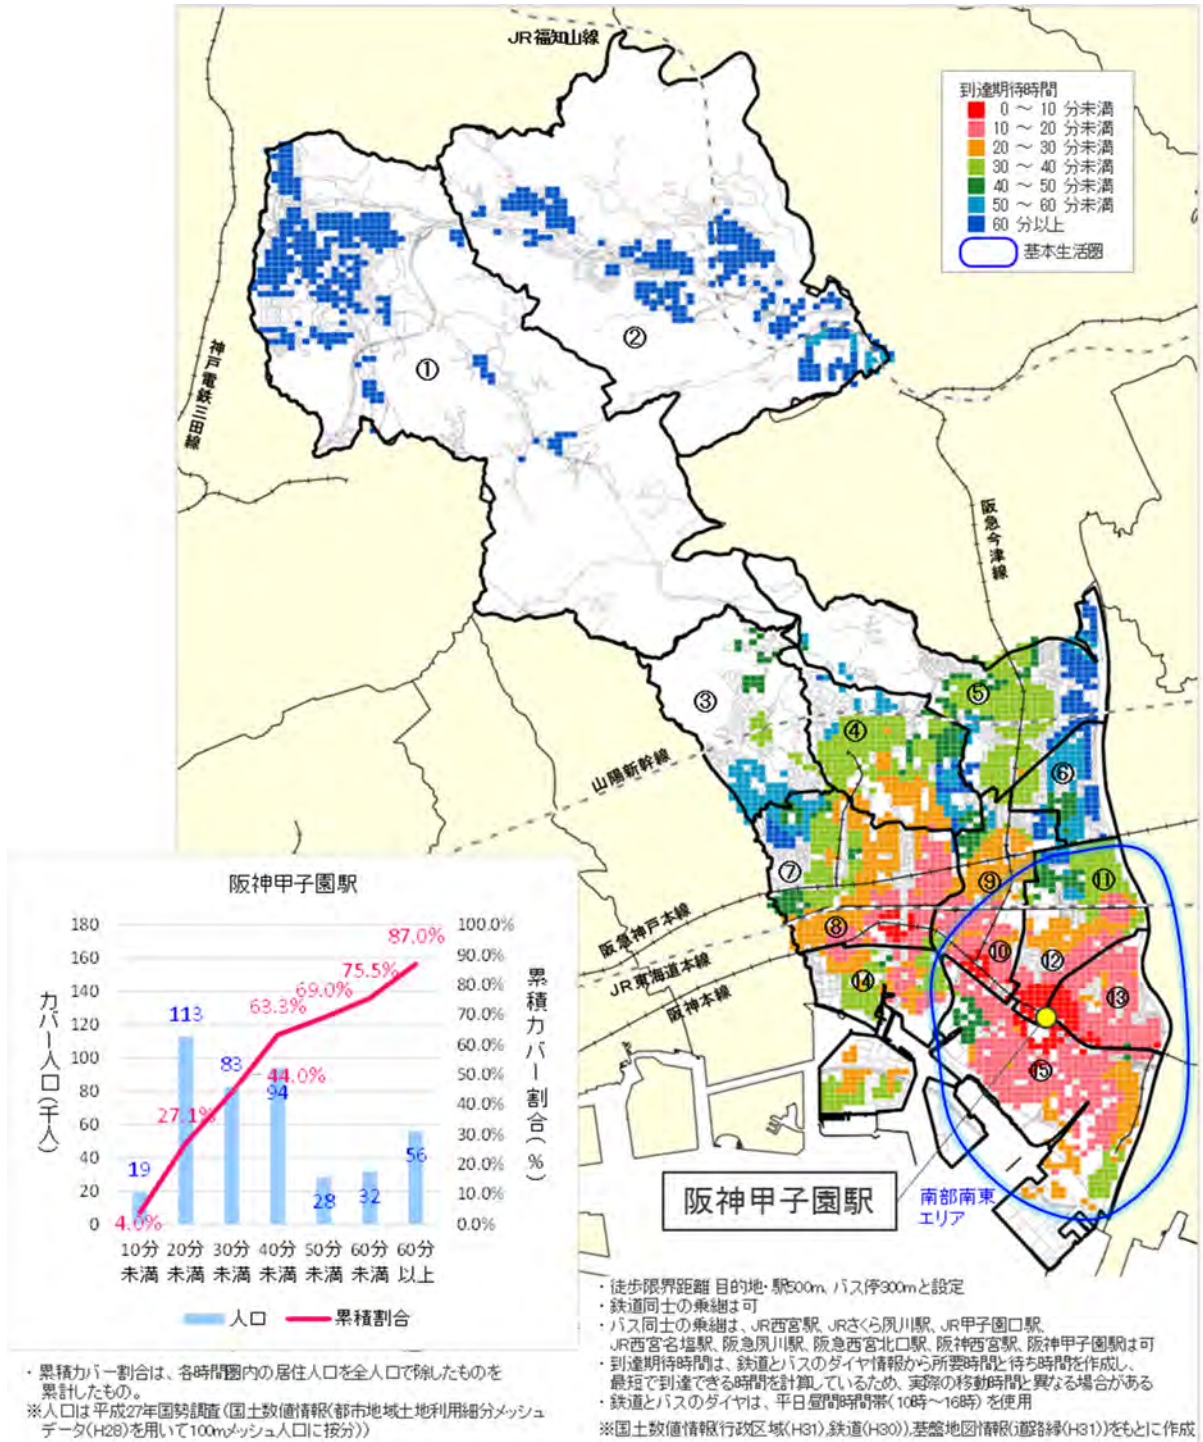 JR福知山線
到達期待時間
0 ～ 10 分未満
10 ～ 20 分未満
20 ～ 30 分未満
30 ～ 40 分未満
40 ～ 50 分未満
50 ～ 60 分未満
60 分以上
基本生活圏
神戸電鉄三田線
①
②
阪急今津線
③
④
⑤
⑥
山陽新幹線
⑦
⑧
⑨
⑩
⑪
⑫
⑬
⑭
⑮
阪急神戸本線
JR東海道本線
阪神本線
阪神甲子園駅
南部南東
エリア
阪神甲子園駅
カバー人口(千人)
180
160
140
120
100
80
60
40
20
0
累積カバー割合(%)
100.0%
90.0%
80.0%
70.0%
60.0%
50.0%
40.0%
30.0%
20.0%
10.0%
0.0%
19
113
83
94
28
32
56
4.0%
27.1%
44.0%
63.3%
69.0%
75.5%
87.0%
10分 20分 30分 40分 50分 60分 60分
未満 未満 未満 未満 未満 未満 以上
人口 累積割合
・累積カバー割合は、各時間圏内の居住人口を全人口で除したものを
累計したもの。
※人口は平成27年国勢調査(国土数値情報(都市地域土地利用細分メッシュ
データ(H28)を用いて100mメッシュ人口に按分))
・徒歩限界距離 目的地・駅500m、バス停300mと設定
・鉄道同士の乗継は可
・バス同士の乗継は、JR西宮駅、JRさくら夙川駅、JR甲子園口駅、
JR西宮名塩駅、阪急夙川駅、阪急西宮北口駅、阪神西宮駅、阪神甲子園駅は可
・到達期待時間は、鉄道とバスのダイヤ情報から所要時間と待ち時間を作成し、
最短で到達できる時間を計算しているため、実際の移動時間と異なる場合がある
・鉄道とバスのダイヤは、平日昼間時間帯(10時～16時)を使用
※国土数値情報(行政区域(H31)、鉄道(H30))、基盤地図情報(道路縁(H31))をもとに作成